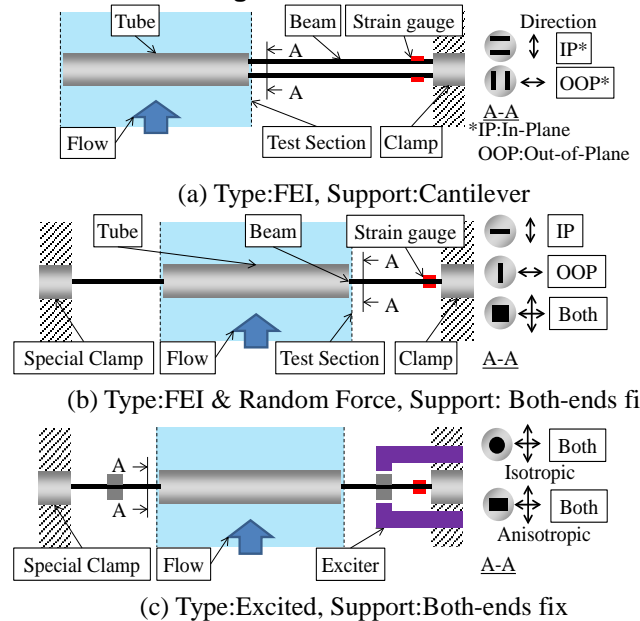 Tube
Beam
Strain gauge
Direction
A
A
IP*
OOP*
A-A
Flow
Test Section
Clamp
*IP:In-Plane
OOP:Out-of-Plane
(a) Type:FEI, Support:Cantilever
Tube
Beam
Strain gauge
IP
A
A
OOP
Both
Special Clamp
Flow
Test Section
Clamp
A-A
(b) Type:FEI & Random Force, Support: Both-ends fi
A
A
Both
Isotropic
Both
Anisotropic
Special Clamp
Flow
Exciter
A-A
(c) Type:Excited, Support:Both-ends fix